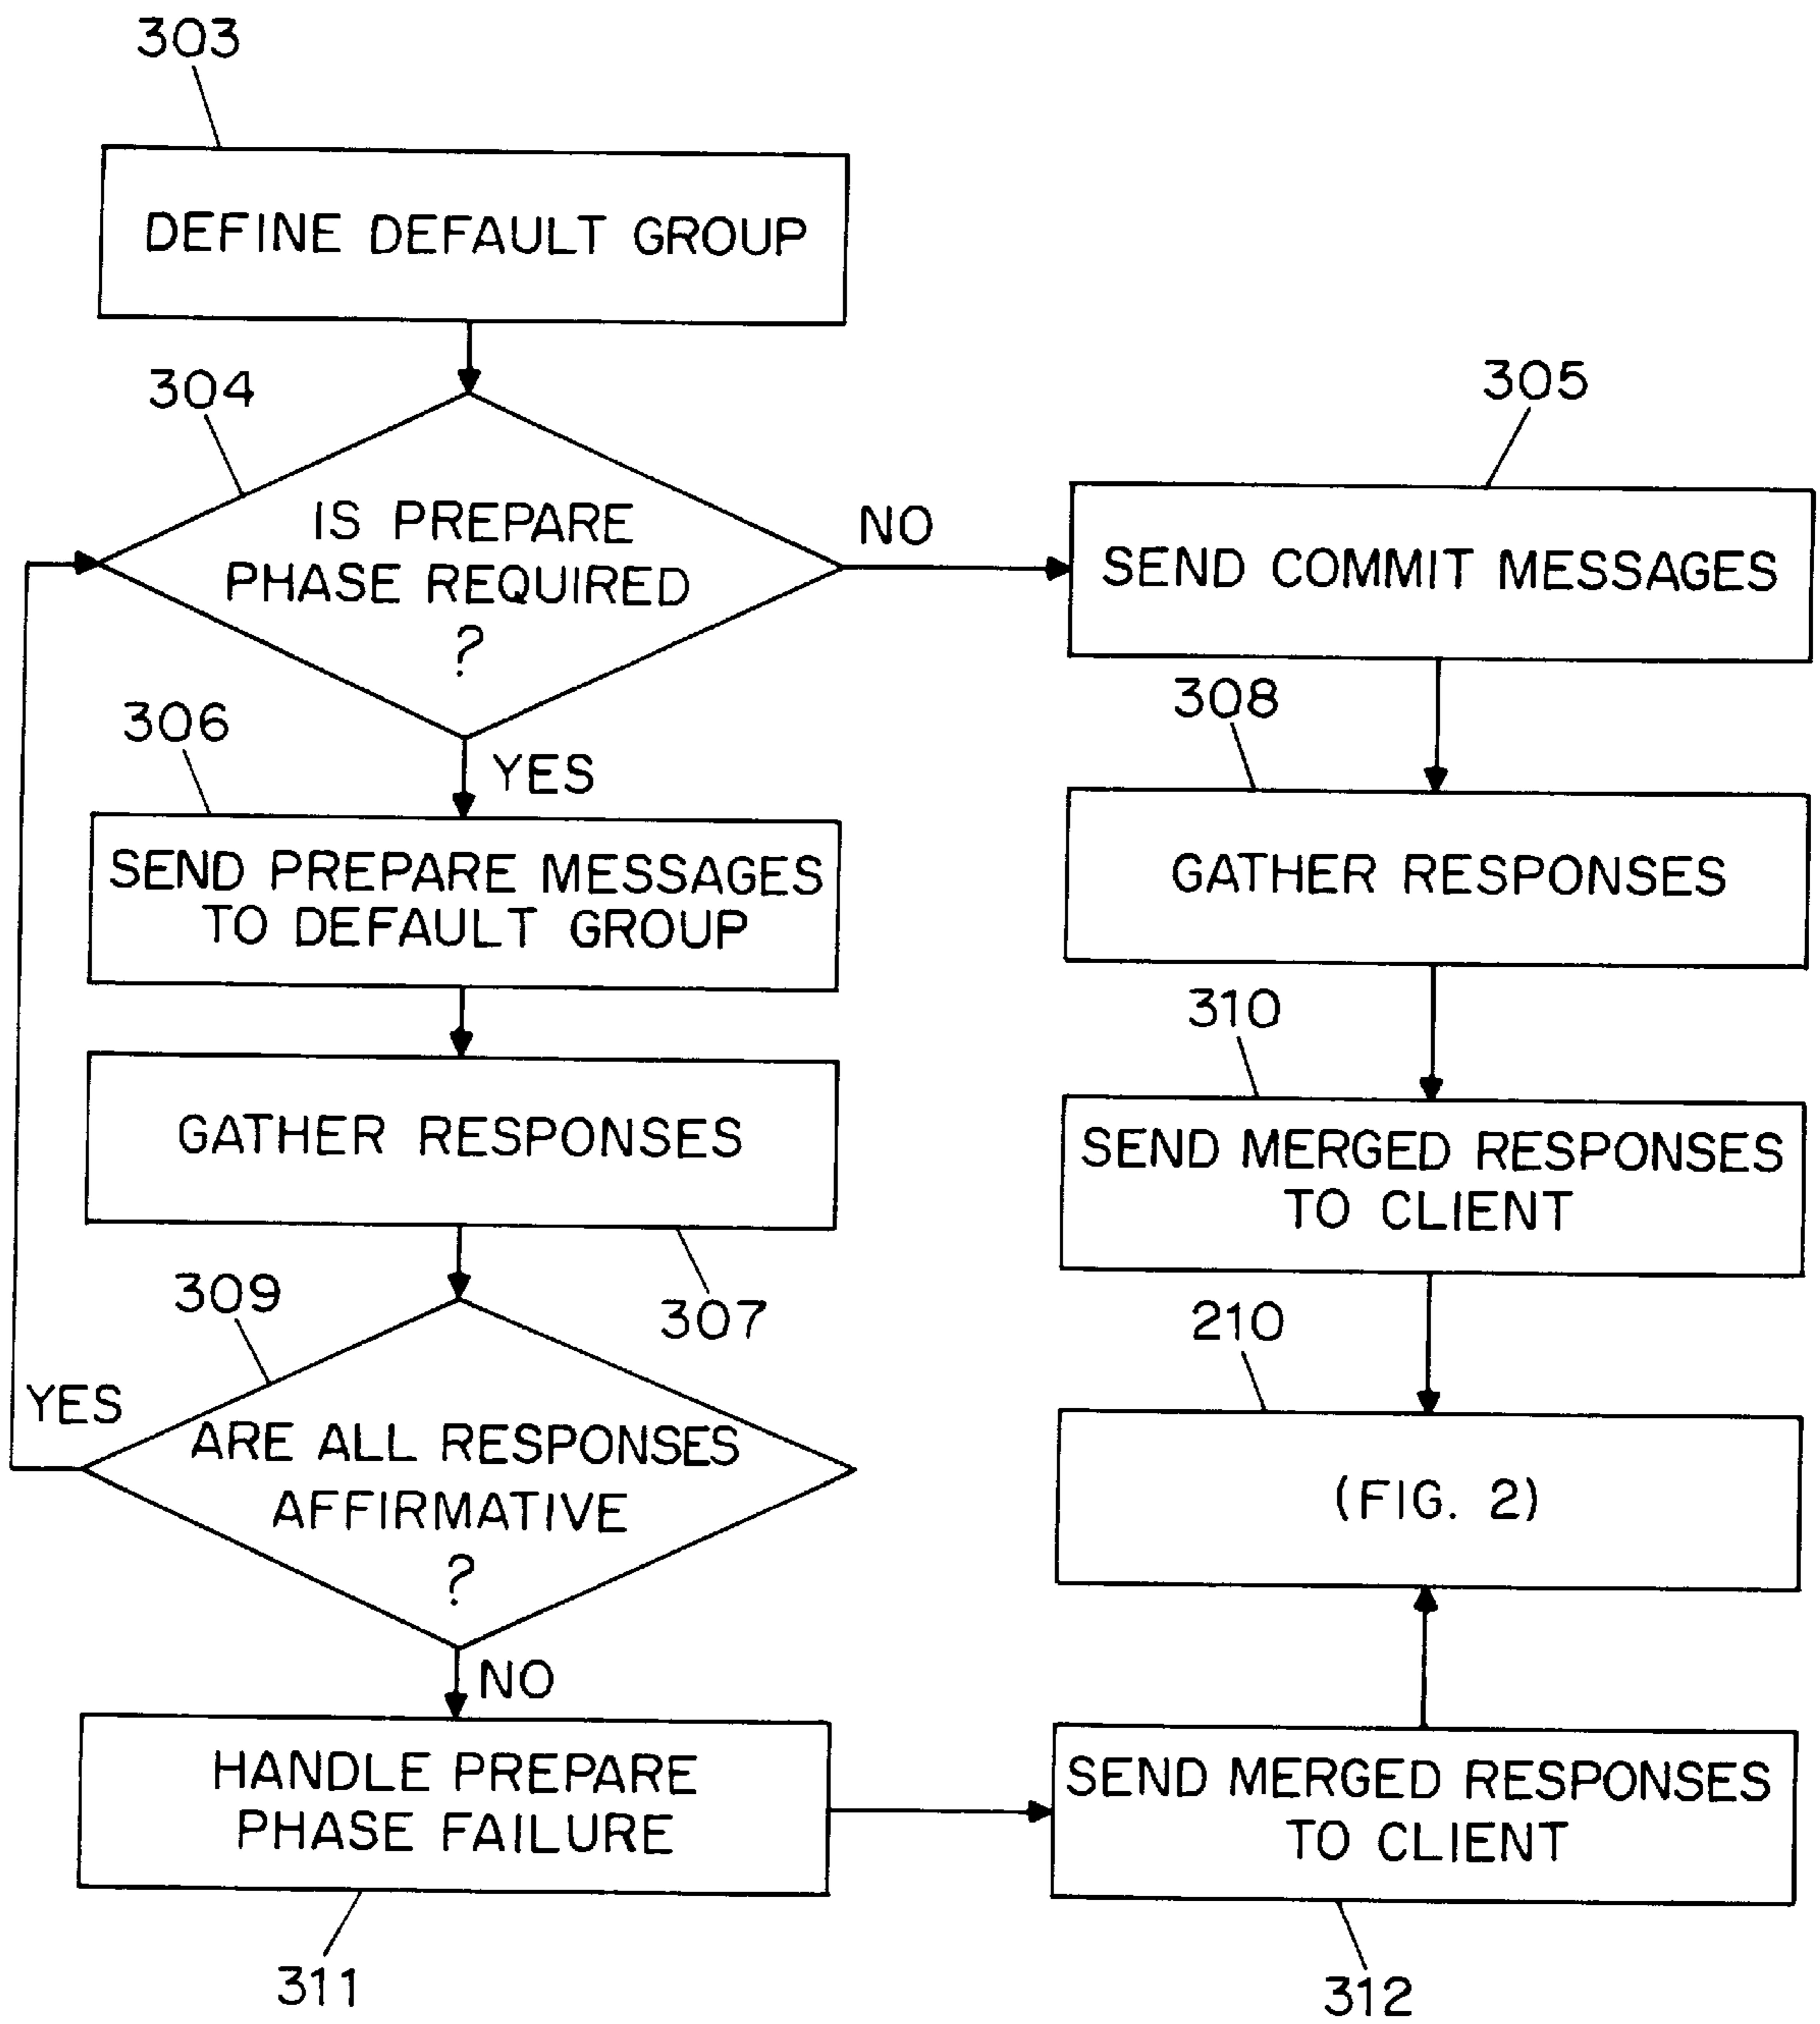 303
DEFINE DEFAULT GROUP
304
IS PREPARE
PHASE REQUIRED
?
NO
305
SEND COMMIT MESSAGES
306
YES
SEND PREPARE MESSAGES
TO DEFAULT GROUP
308
GATHER RESPONSES
GATHER RESPONSES
307
310
SEND MERGED RESPONSES
TO CLIENT
309
YES
ARE ALL RESPONSES
AFFIRMATIVE
?
NO
210
(FIG. 2)
HANDLE PREPARE
PHASE FAILURE
311
SEND MERGED RESPONSES
TO CLIENT
312